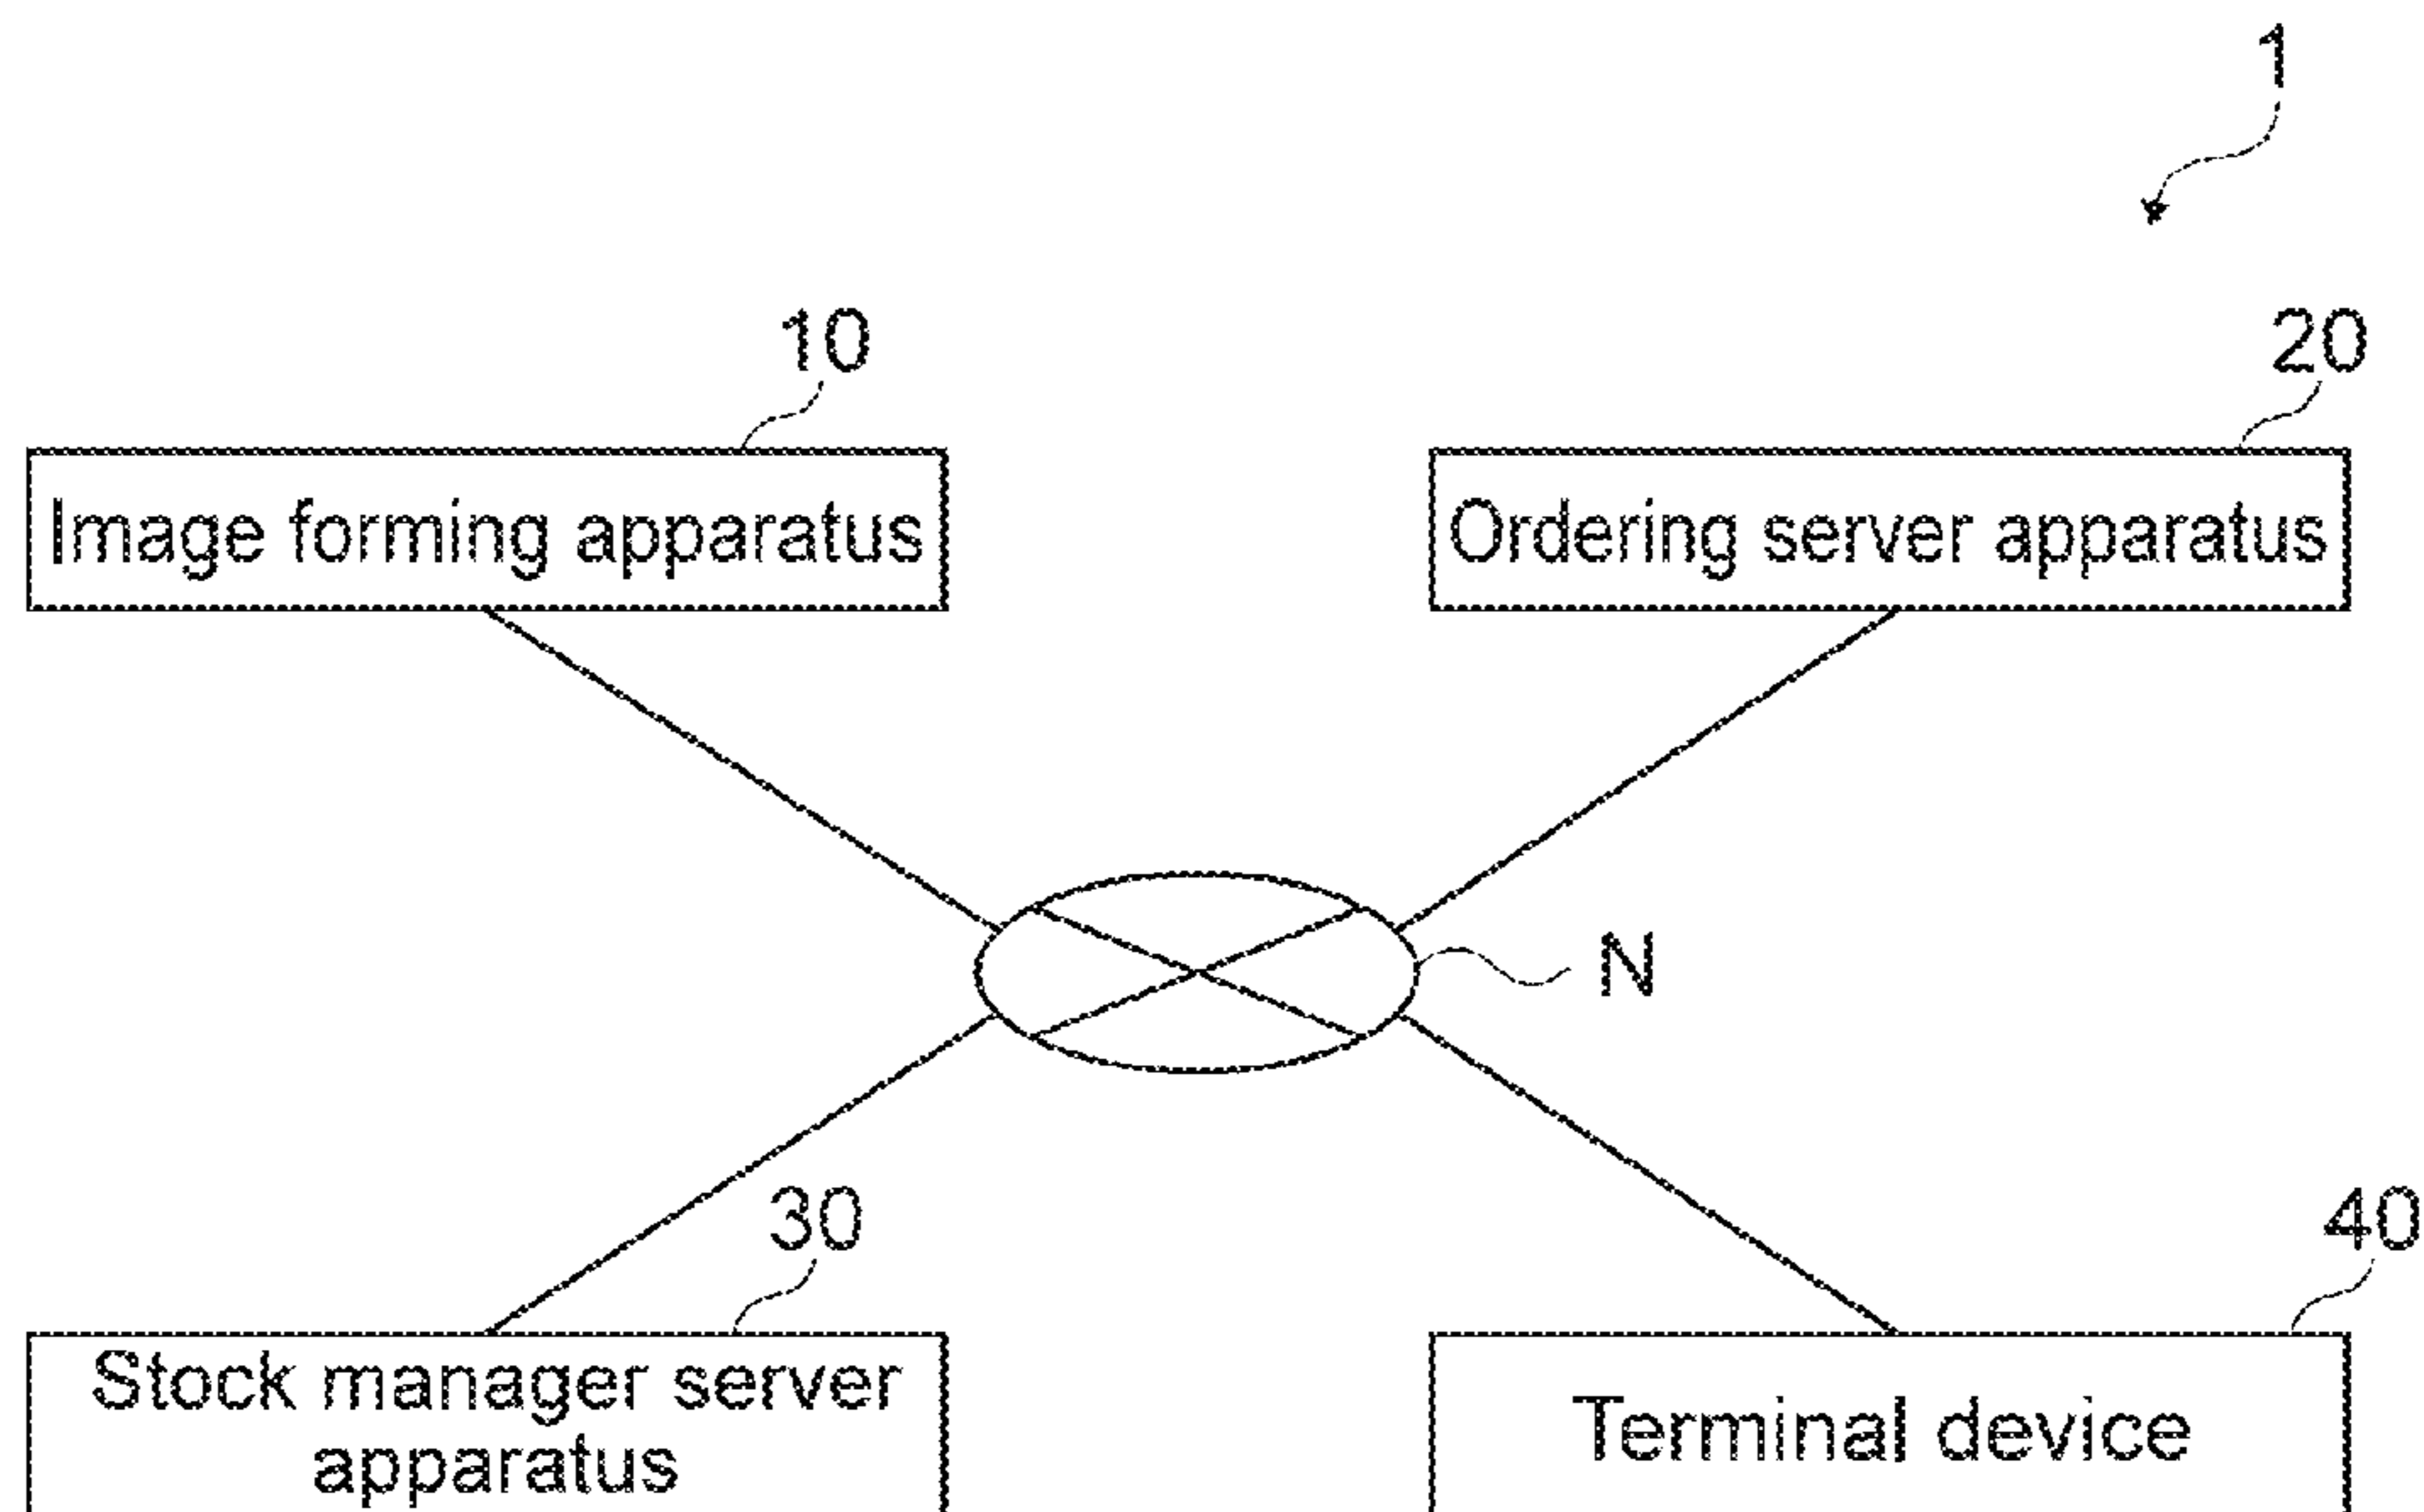 1
10
20
Image forming apparatus
Ordering server apparatus
N
30
40
Stock manager server
apparatus
Terminal device